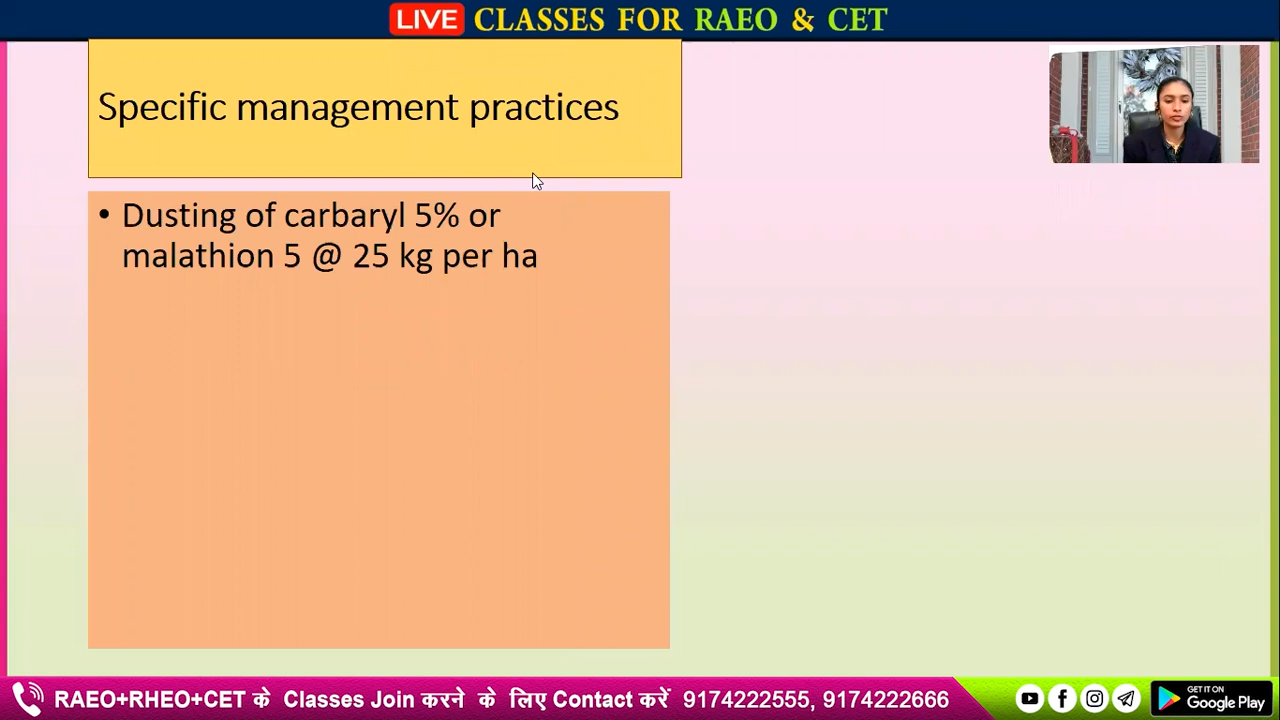 LIVE CLASSES FOR RAEO & CET
Specific management practices
• Dusting of carbaryl 5% or
malathion 5 @ 25 kg per ha
RAEO+RHEO+CET के Classes Join करने के लिए Contact करें 9174222555, 9174222666
GET IT ON
Google Play